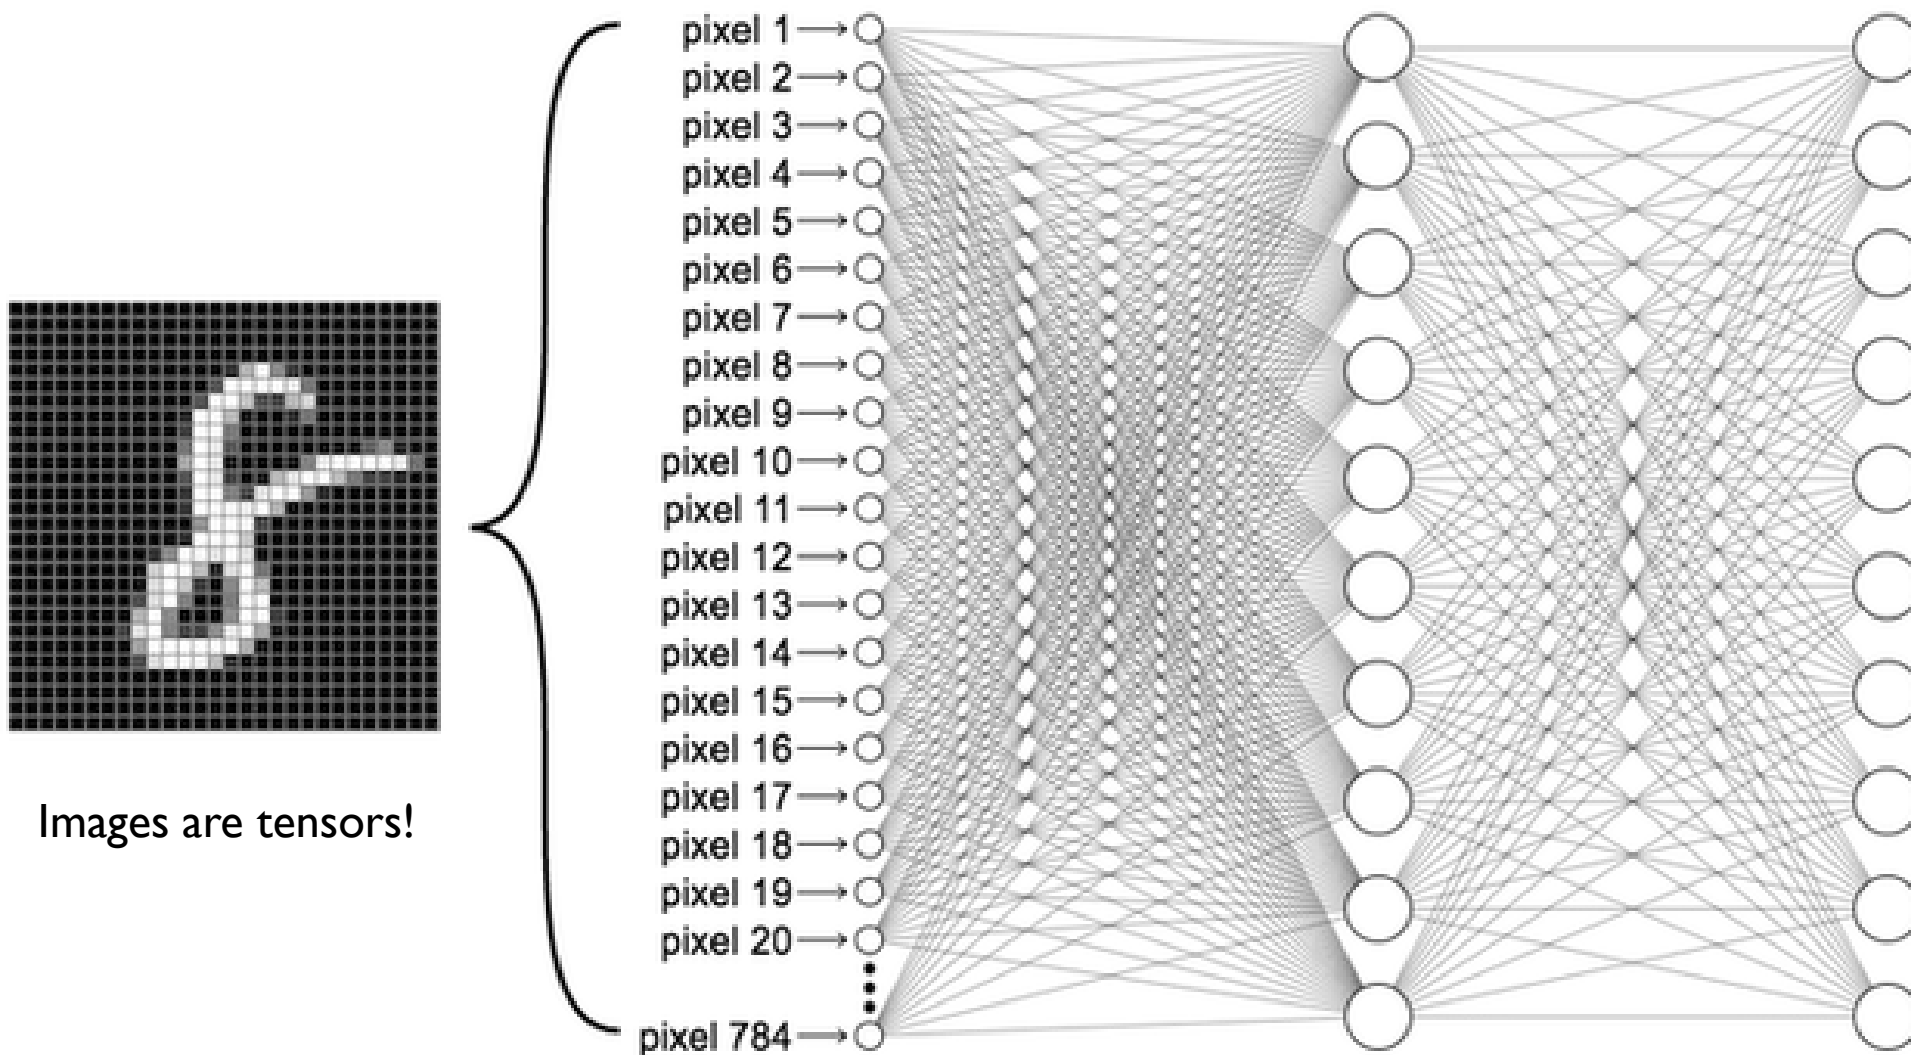 pixel 1
pixel 2
pixel 3
pixel 4
pixel 5
pixel 6
pixel 7
pixel 8
pixel 9
pixel 10
pixel 11
pixel 12
pixel 13
pixel 14
pixel 15
pixel 16
pixel 17
pixel 18
pixel 19
pixel 20
pixel 784
Images are tensors!